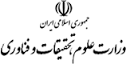 جمهوری اسلامی ایران
وزارت علوم، تحقیقات و فناوری